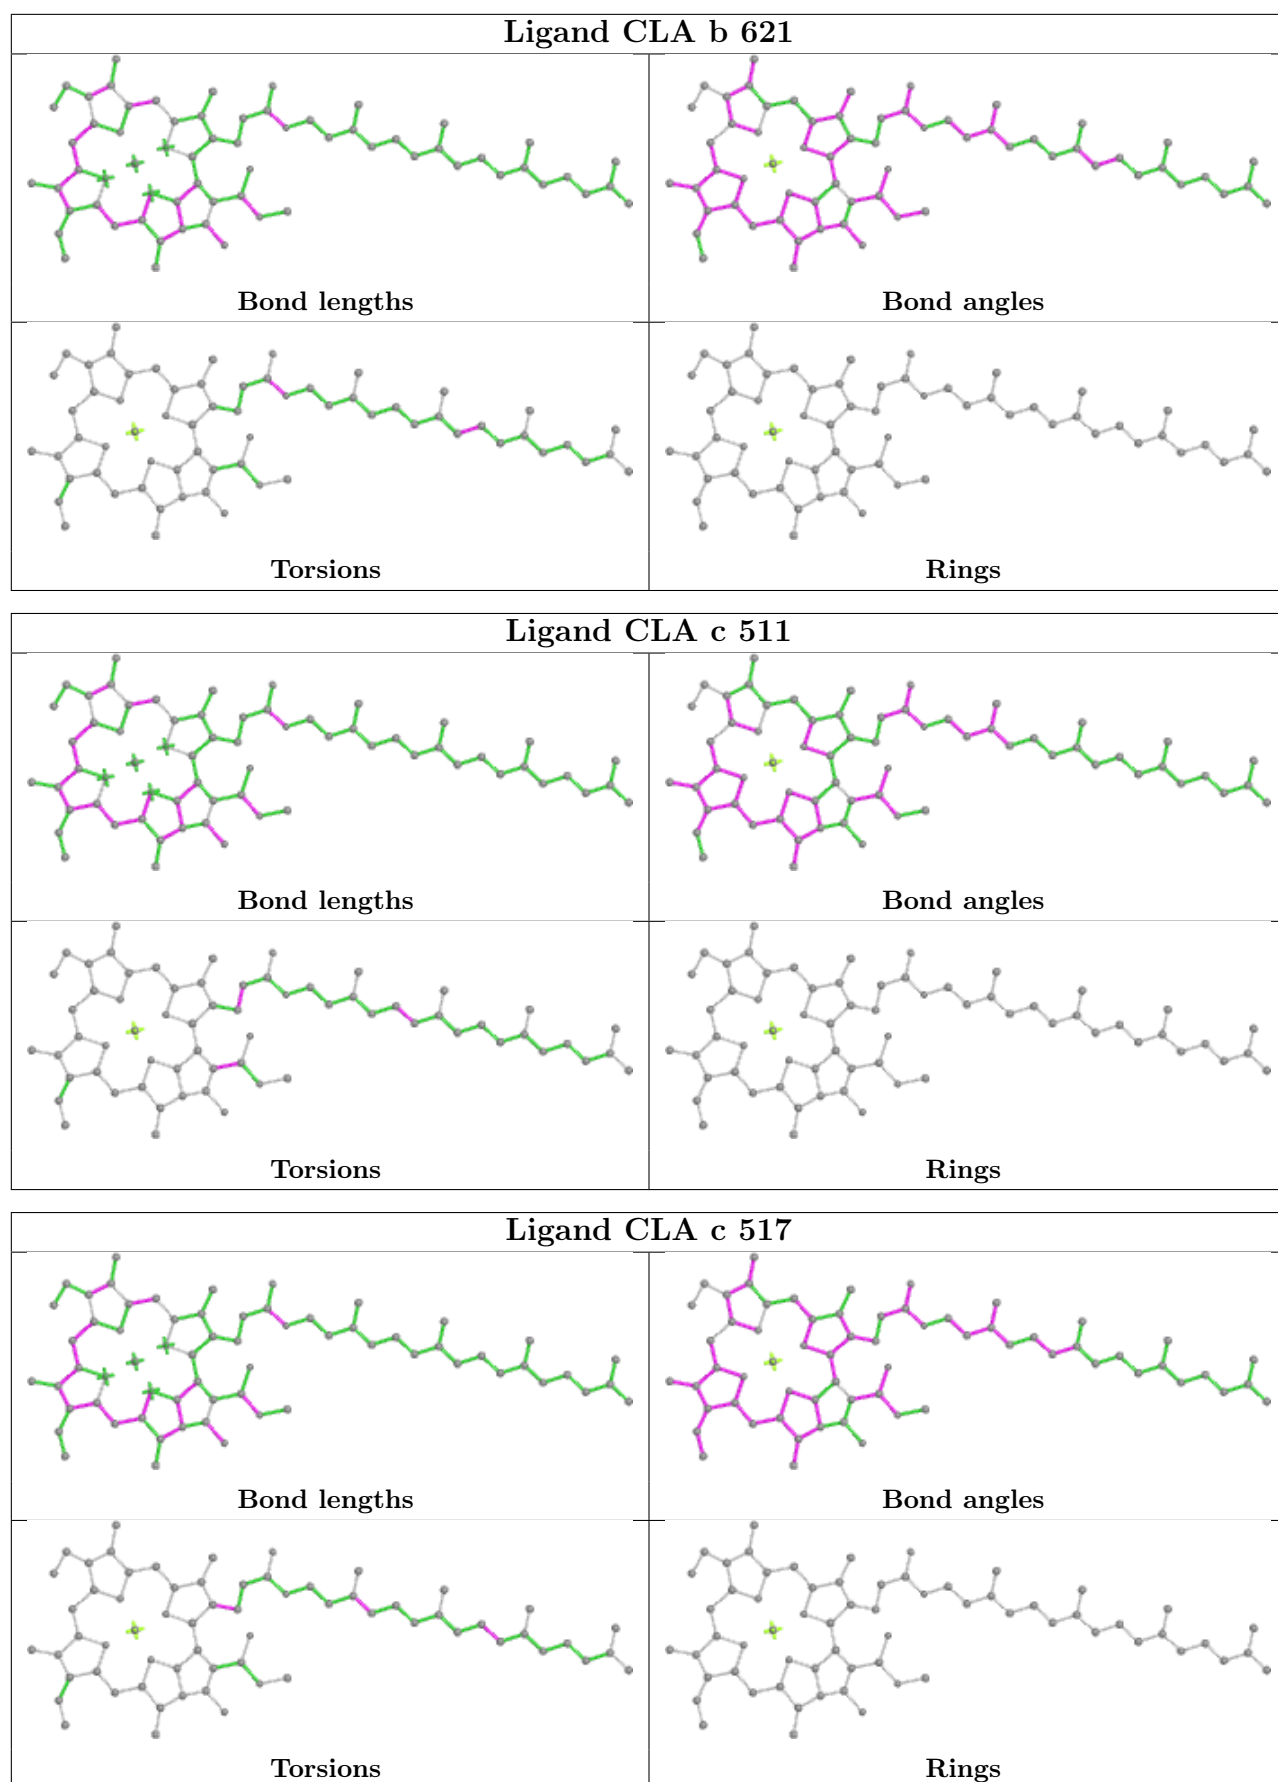 Ligand CLA b 621
Bond lengths
Bond angles
Torsions
Rings
Ligand CLA c 511
Bond lengths
Bond angles
Torsions
Rings
Ligand CLA c 517
Bond lengths
Bond angles
Torsions
Rings